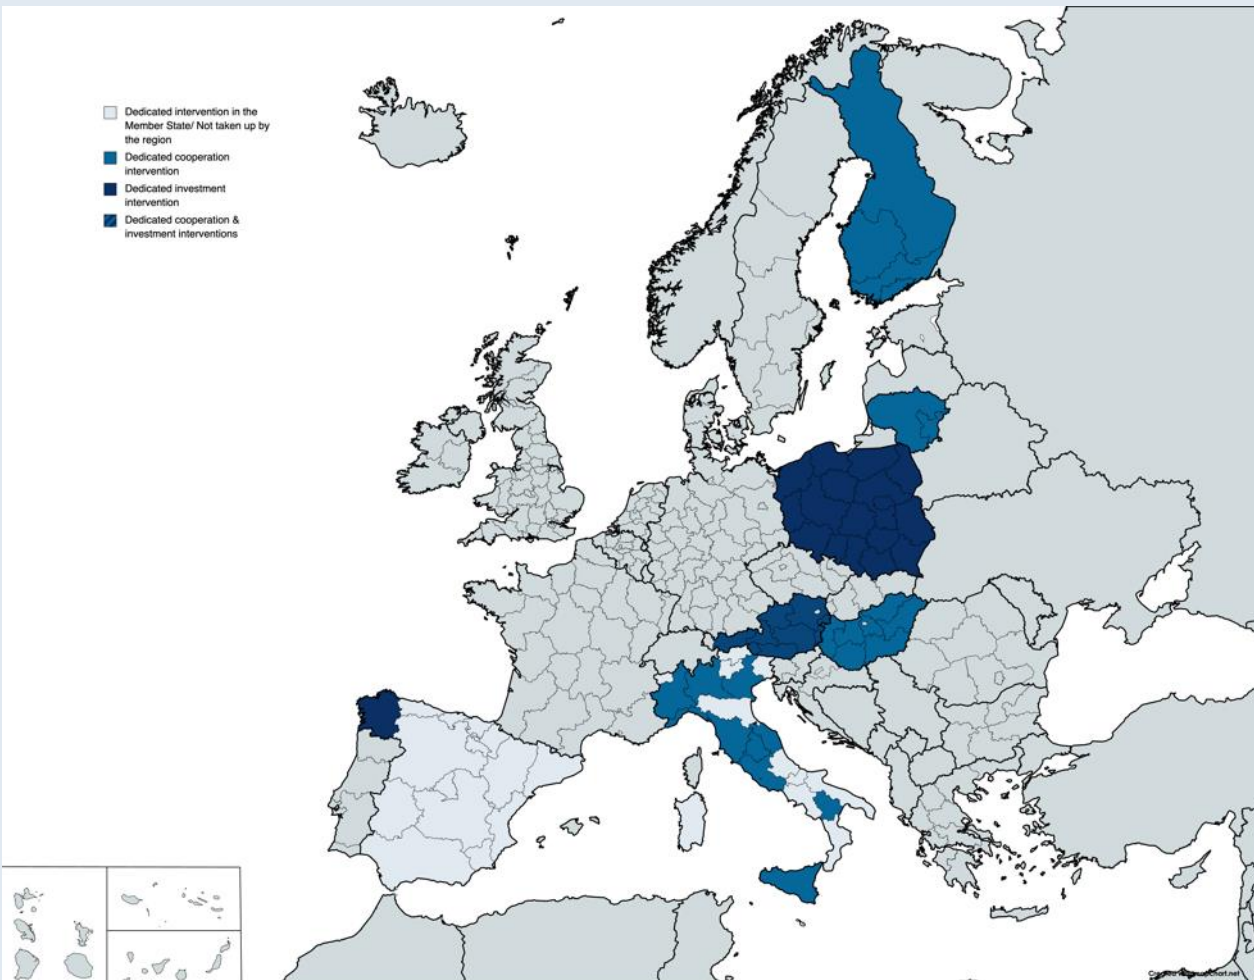 Dedicated intervention in the
Member State/ Not taken up by
the region
Dedicated cooperation
intervention
Dedicated investment
intervention
Dedicated cooperation &
investment interventions